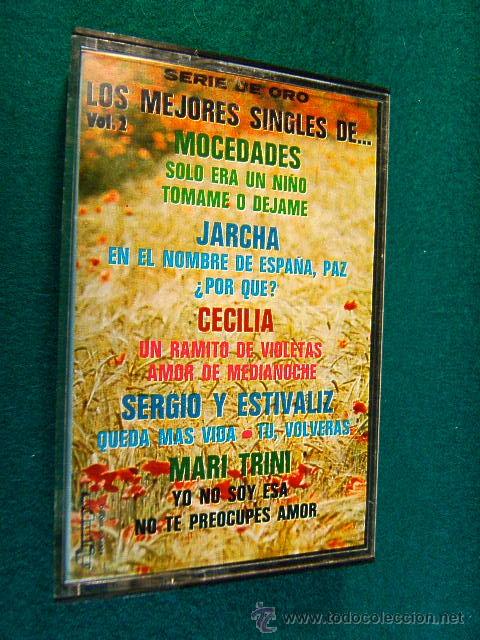 SERIE DE ORO
LOS MEJORES SINGLES DE...
Vol. 2
MOCEDADES
SOLO ERA UN NIÑO
TOMAME O DEJAME
JARCHA
EN EL NOMBRE DE ESPAÑA, PAZ
¿POR QUE?
CECILIA
UN RAMITO DE VIOLETAS
AMOR DE MEDIANOCHE
SERGIO Y ESTIVALIZ
QUEDA MAS VIDA • TU, VOLVERAS
MARI TRINI
YO NO SOY ESA
NO TE PREOCUPES AMOR
www.todocoleccion.net